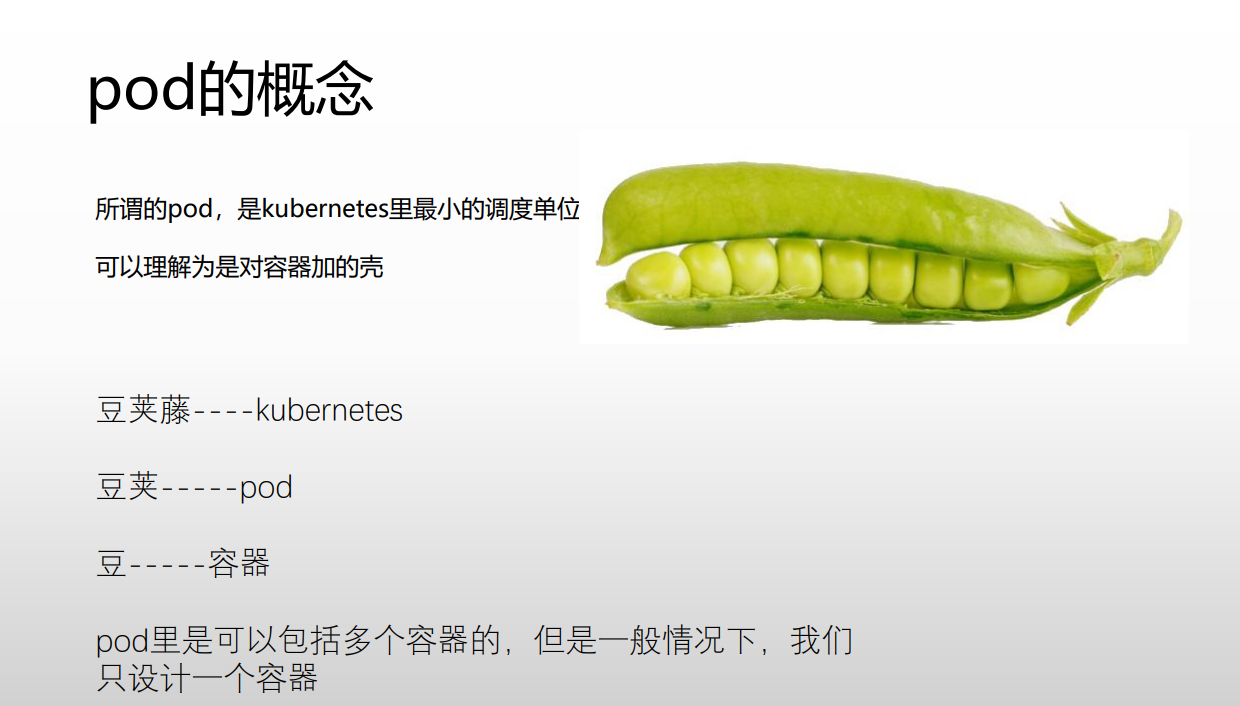 pod的概念
所谓的pod，是kubernetes里最小的调度单位
可以理解为是对容器加的壳
豆荚藤----kubernetes
豆荚-----pod
豆-----容器
pod里是可以包括多个容器的，但是一般情况下，我们
只设计一个容器